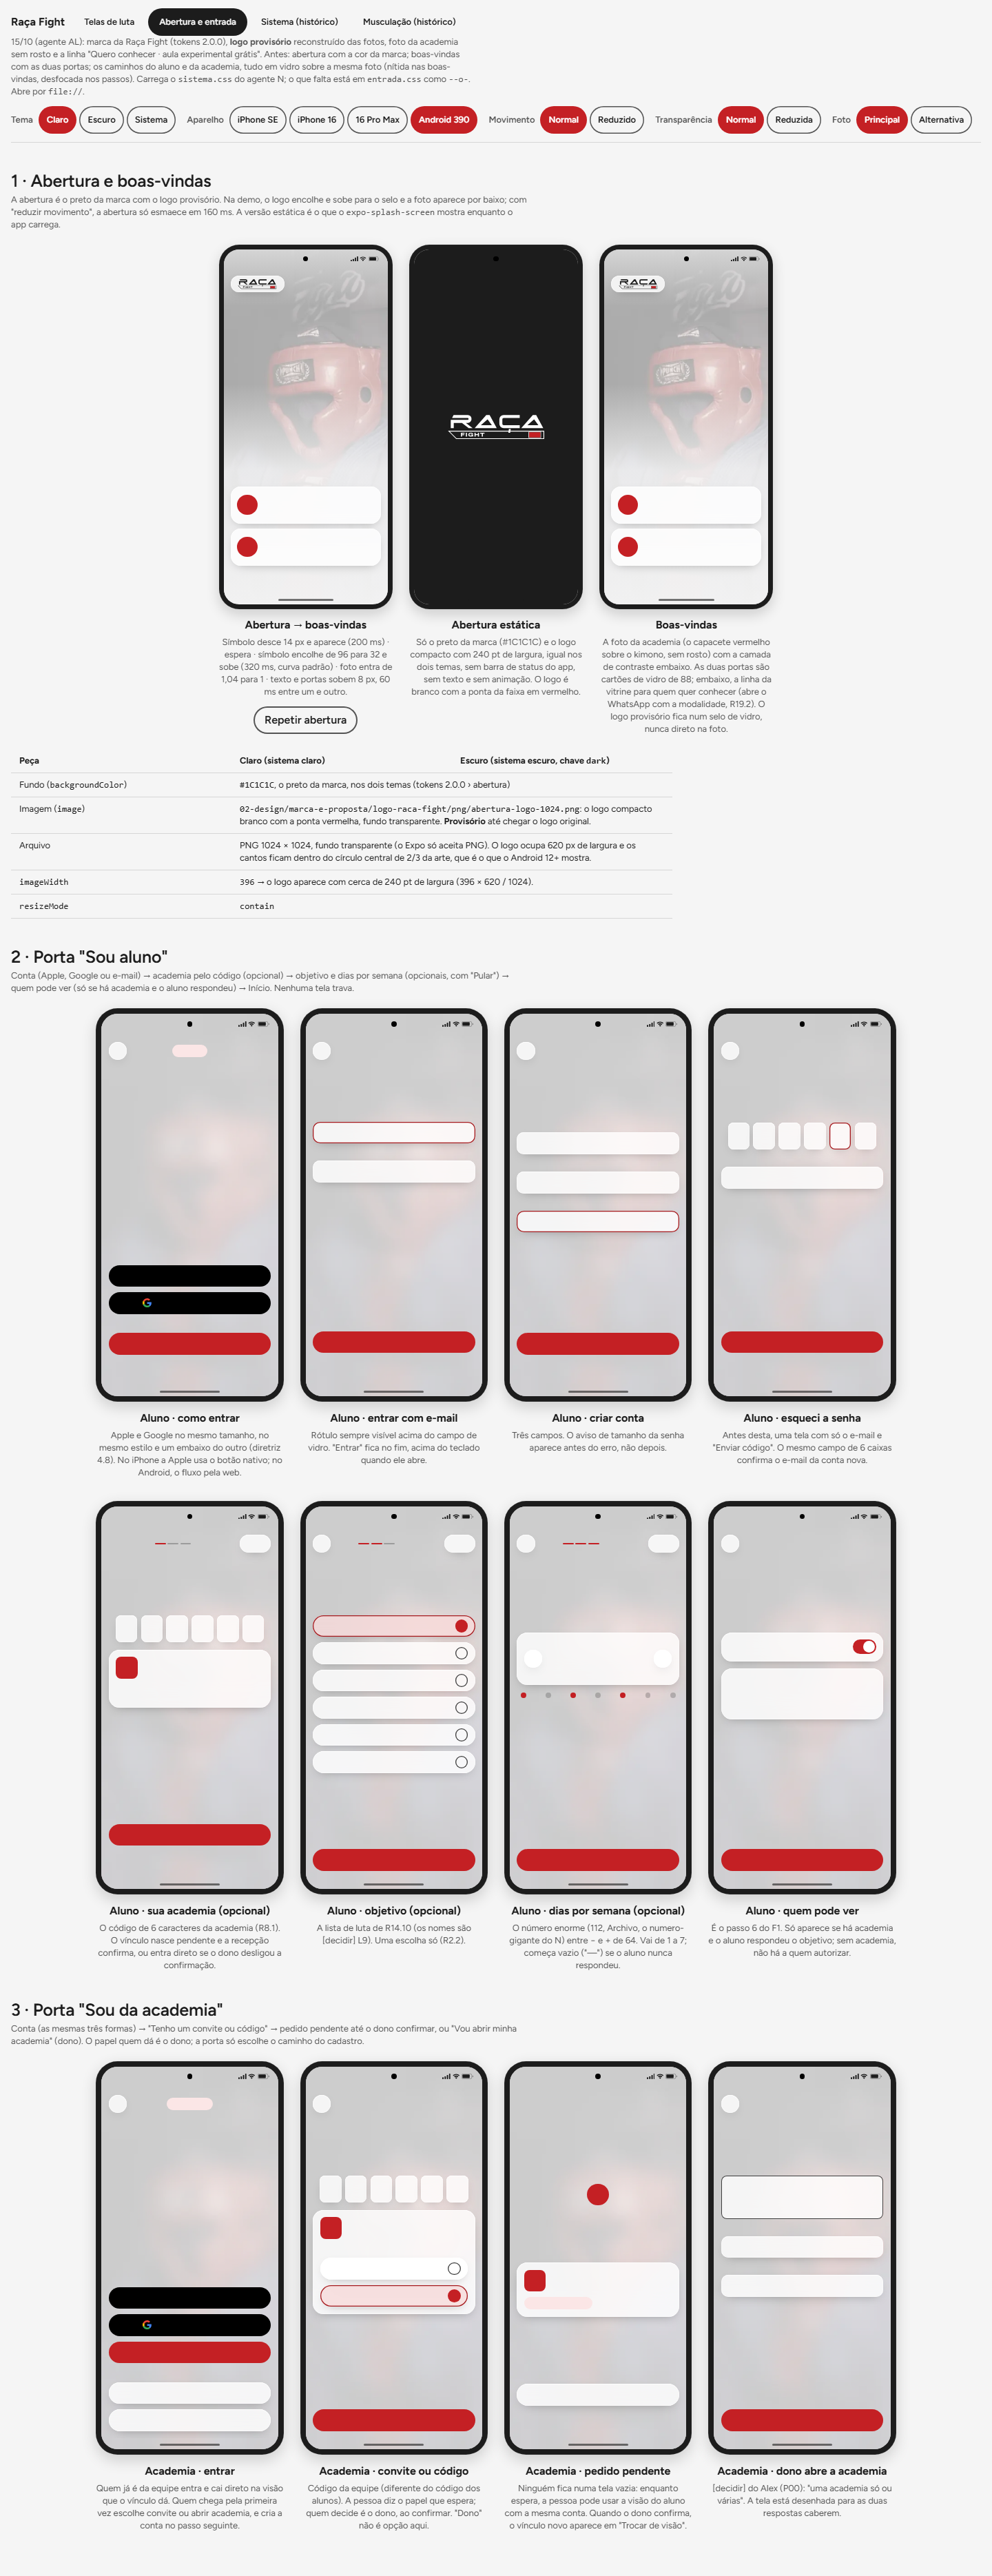 Raça Fight Telas de luta Abertura e entrada Sistema (histórico) Musculação (histórico)
15/10 (agente AL): marca da Raça Fight (tokens 2.0.0), logo provisório reconstruído das fotos, foto da academia
sem rosto e a linha "Quero conhecer · aula experimental grátis". Antes: abertura com a cor da marca; boas-vindas
com as duas portas; os caminhos do aluno e da academia, tudo em vidro sobre a mesma foto (nítida nas boas-
vindas, desfocada nos passos). Carrega o sistema.css do agente N; o que falta está em entrada.css como --o-.
Abre por file://.
Tema Claro Escuro Sistema Aparelho iPhone SE iPhone 16 16 Pro Max Android 390 Movimento Normal Reduzido Transparência Normal Reduzida Foto Principal Alternativa
1 · Abertura e boas-vindas
A abertura é o preto da marca com o logo provisório. Na demo, o logo encolhe e sobe para o selo e a foto aparece por baixo; com
"reduzir movimento", a abertura só esmaece em 160 ms. A versão estática é o que o expo-splash-screen mostra enquanto o
app carrega.
RAÇA
FIGHT
RAÇA
FIGHT
RAÇA
FIGHT
Abertura → boas-vindas
Símbolo desce 14 px e aparece (200 ms) ·
espera · símbolo encolhe de 96 para 32 e
sobe (320 ms, curva padrão) · foto entra de
1,04 para 1 · texto e portas sobem 8 px, 60
ms entre um e outro.
Repetir abertura
Abertura estática
Só o preto da marca (#1C1C1C) e o logo
compacto com 240 pt de largura, igual nos
dois temas, sem barra de status do app,
sem texto e sem animação. O logo é
branco com a ponta da faixa em vermelho.
Boas-vindas
A foto da academia (o capacete vermelho
sobre o kimono, sem rosto) com a camada
de contraste embaixo. As duas portas são
cartões de vidro de 88; embaixo, a linha da
vitrine para quem quer conhecer (abre o
WhatsApp com a modalidade, R19.2). O
logo provisório fica num selo de vidro,
nunca direto na foto.
Peça Claro (sistema claro) Escuro (sistema escuro, chave dark)
Fundo (backgroundColor) #1C1C1C, o preto da marca, nos dois temas (tokens 2.0.0 › abertura)
Imagem (image) 02-design/marca-e-proposta/logo-raca-fight/png/abertura-logo-1024.png: o logo compacto
branco com a ponta vermelha, fundo transparente. Provisório até chegar o logo original.
Arquivo PNG 1024 × 1024, fundo transparente (o Expo só aceita PNG). O logo ocupa 620 px de largura e os
cantos ficam dentro do círculo central de 2/3 da arte, que é o que o Android 12+ mostra.
imageWidth 396 → o logo aparece com cerca de 240 pt de largura (396 × 620 / 1024).
resizeMode contain
2 · Porta "Sou aluno"
Conta (Apple, Google ou e-mail) → academia pelo código (opcional) → objetivo e dias por semana (opcionais, com "Pular") →
quem pode ver (só se há academia e o aluno respondeu) → Início. Nenhuma tela trava.
Aluno · como entrar
Apple e Google no mesmo tamanho, no
mesmo estilo e um embaixo do outro (diretriz
4.8). No iPhone a Apple usa o botão nativo; no
Android, o fluxo pela web.
Aluno · entrar com e-mail
Rótulo sempre visível acima do campo de
vidro. "Entrar" fica no fim, acima do teclado
quando ele abre.
Aluno · criar conta
Três campos. O aviso de tamanho da senha
aparece antes do erro, não depois.
Aluno · esqueci a senha
Antes desta, uma tela com só o e-mail e
"Enviar código". O mesmo campo de 6 caixas
confirma o e-mail da conta nova.
Aluno · sua academia (opcional)
O código de 6 caracteres da academia (R8.1).
O vínculo nasce pendente e a recepção
confirma, ou entra direto se o dono desligou a
confirmação.
Aluno · objetivo (opcional)
A lista de luta de R14.10 (os nomes são
[decidir] L9). Uma escolha só (R2.2).
Aluno · dias por semana (opcional)
O número enorme (112, Archivo, o numero-
gigante do N) entre − e + de 64. Vai de 1 a 7;
começa vazio ("—") se o aluno nunca
respondeu.
Aluno · quem pode ver
É o passo 6 do F1. Só aparece se há academia
e o aluno respondeu o objetivo; sem academia,
não há a quem autorizar.
3 · Porta "Sou da academia"
Conta (as mesmas três formas) → "Tenho um convite ou código" → pedido pendente até o dono confirmar, ou "Vou abrir minha
academia" (dono). O papel quem dá é o dono; a porta só escolhe o caminho do cadastro.
Academia · entrar
Quem já é da equipe entra e cai direto na visão
que o vínculo dá. Quem chega pela primeira
vez escolhe convite ou abrir academia, e cria a
conta no passo seguinte.
Academia · convite ou código
Código da equipe (diferente do código dos
alunos). A pessoa diz o papel que espera;
quem decide é o dono, ao confirmar. "Dono"
não é opção aqui.
Academia · pedido pendente
Ninguém fica numa tela vazia: enquanto
espera, a pessoa pode usar a visão do aluno
com a mesma conta. Quando o dono confirma,
o vínculo novo aparece em "Trocar de visão".
Academia · dono abre a academia
[decidir] do Alex (P00): "uma academia só ou
várias". A tela está desenhada para as duas
respostas caberem.